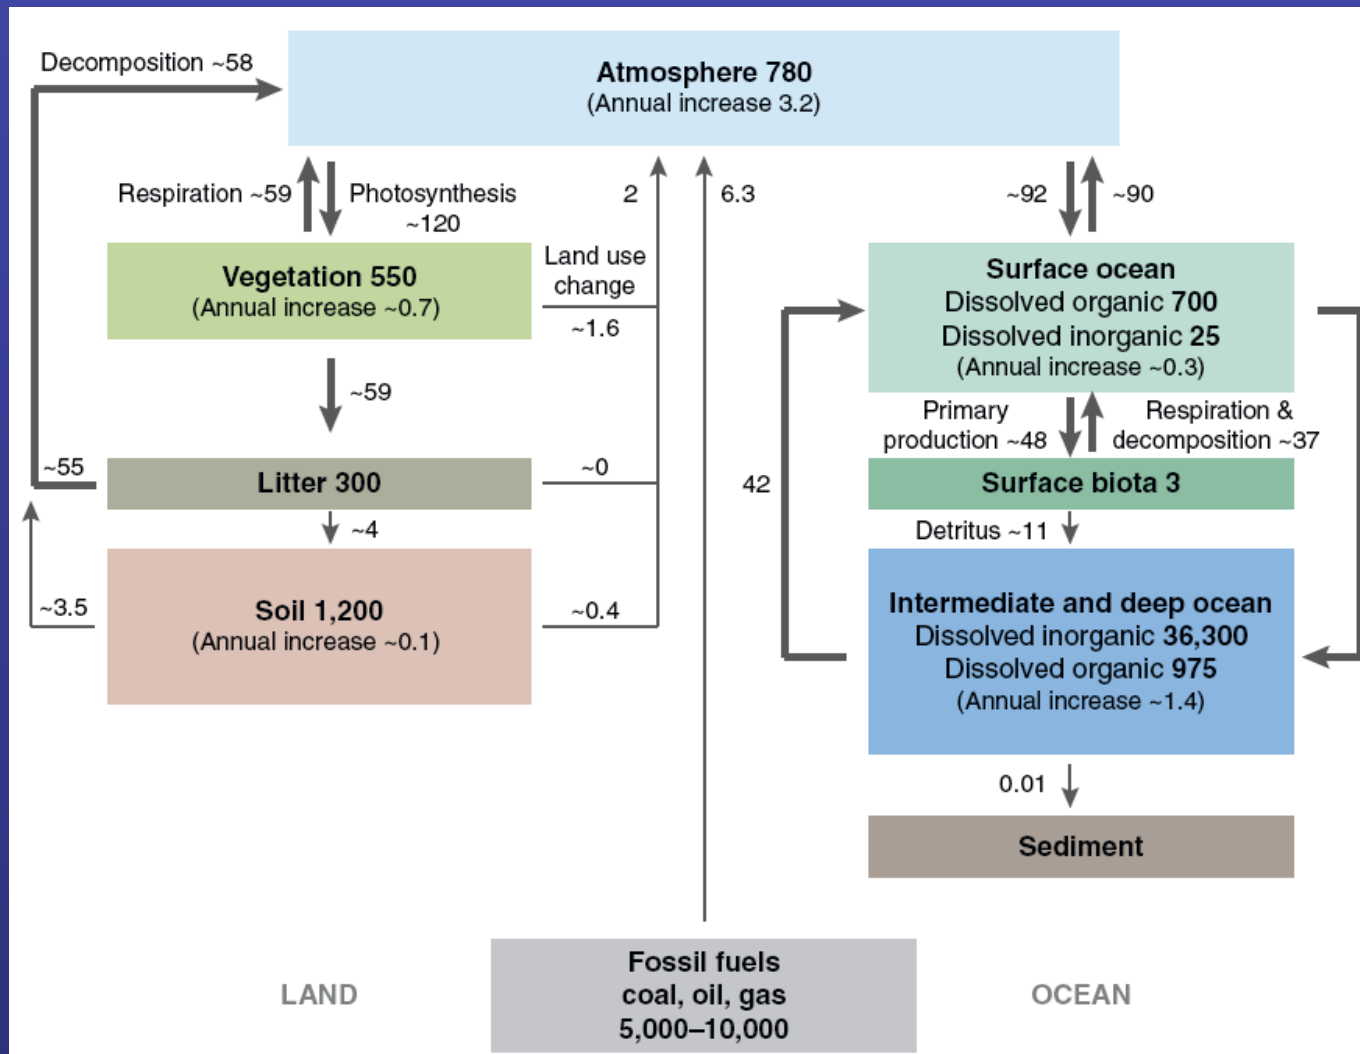 Decomposition ~58
Atmosphere 780
(Annual increase 3.2)
Respiration ~59
Photosynthesis
~120
2
6.3
~92
~90
Vegetation 550
(Annual increase ~0.7)
Land use
change
~1.6
Surface ocean
Dissolved organic 700
Dissolved inorganic 25
(Annual increase ~0.3)
~59
Primary
production ~48
Respiration &
decomposition ~37
~55
Litter 300
~0
42
Surface biota 3
~4
Detritus ~11
~3.5
Soil 1,200
(Annual increase ~0.1)
~0.4
Intermediate and deep ocean
Dissolved inorganic 36,300
Dissolved organic 975
(Annual increase ~1.4)
0.01
Sediment
LAND
Fossil fuels
coal, oil, gas
5,000–10,000
OCEAN